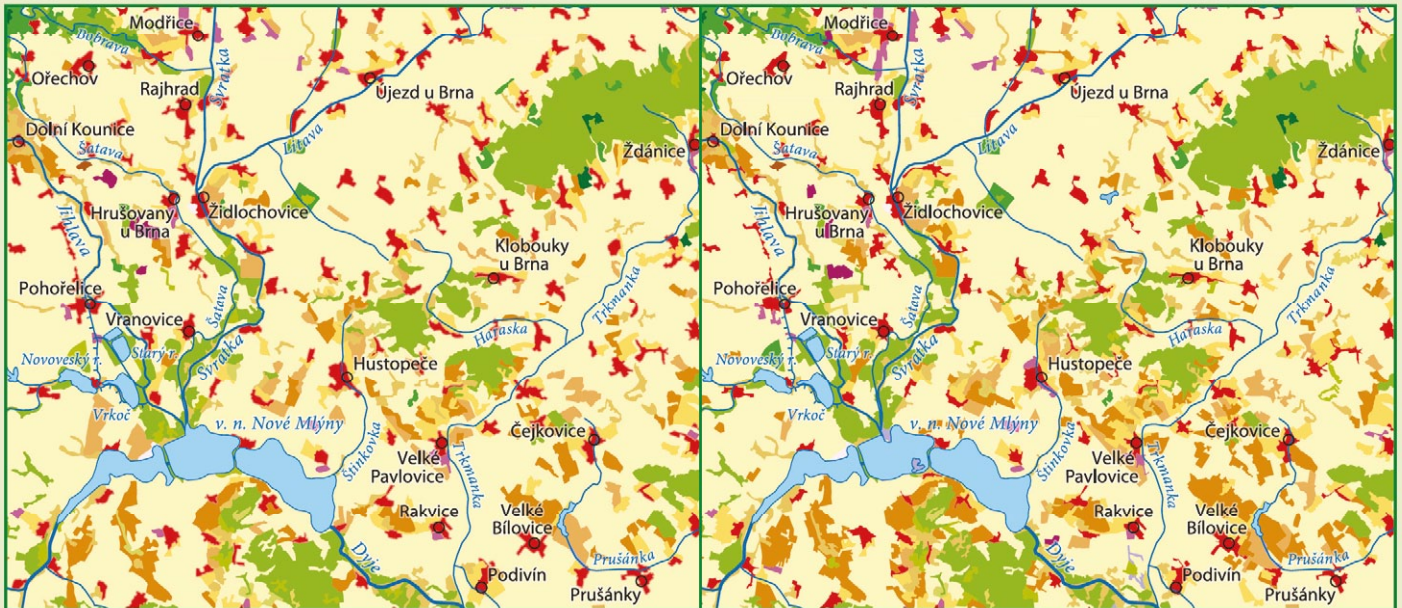 Modřice
Dobrava
Ořechov
Svratka
Rajhrad
Újezd u Brna
Dolní Kounice
Šatava
Litava
Ždánice
Jihlava
Hrušovany
u Brna
Židlochovice
Klobouky
u Brna
Pohořelice
Šatava
Trkmanka
Vranovice
Haraska
Novoveský r.
Starý r.
Svratka
Hustopeče
Vrkoč
v. n. Nové Mlýny
Štinkovka
Čejkovice
Velké
Pavlovice
Trkmanka
Rakvice
Velké
Bílovice
Dyje
Podivín
Prušánka
Prušánky
Modřice
Dobrava
Ořechov
Svratka
Rajhrad
Újezd u Brna
Dolní Kounice
Šatava
Litava
Ždánice
Jihlava
Hrušovany
u Brna
Židlochovice
Klobouky
u Brna
Pohořelice
Šatava
Trkmanka
Vranovice
Haraska
Novoveský r.
Starý r.
Svratka
Hustopeče
Vrkoč
v. n. Nové Mlýny
Štinkovka
Čejkovice
Velké
Pavlovice
Trkmanka
Rakvice
Velké
Bílovice
Dyje
Podivín
Prušánka
Prušánky